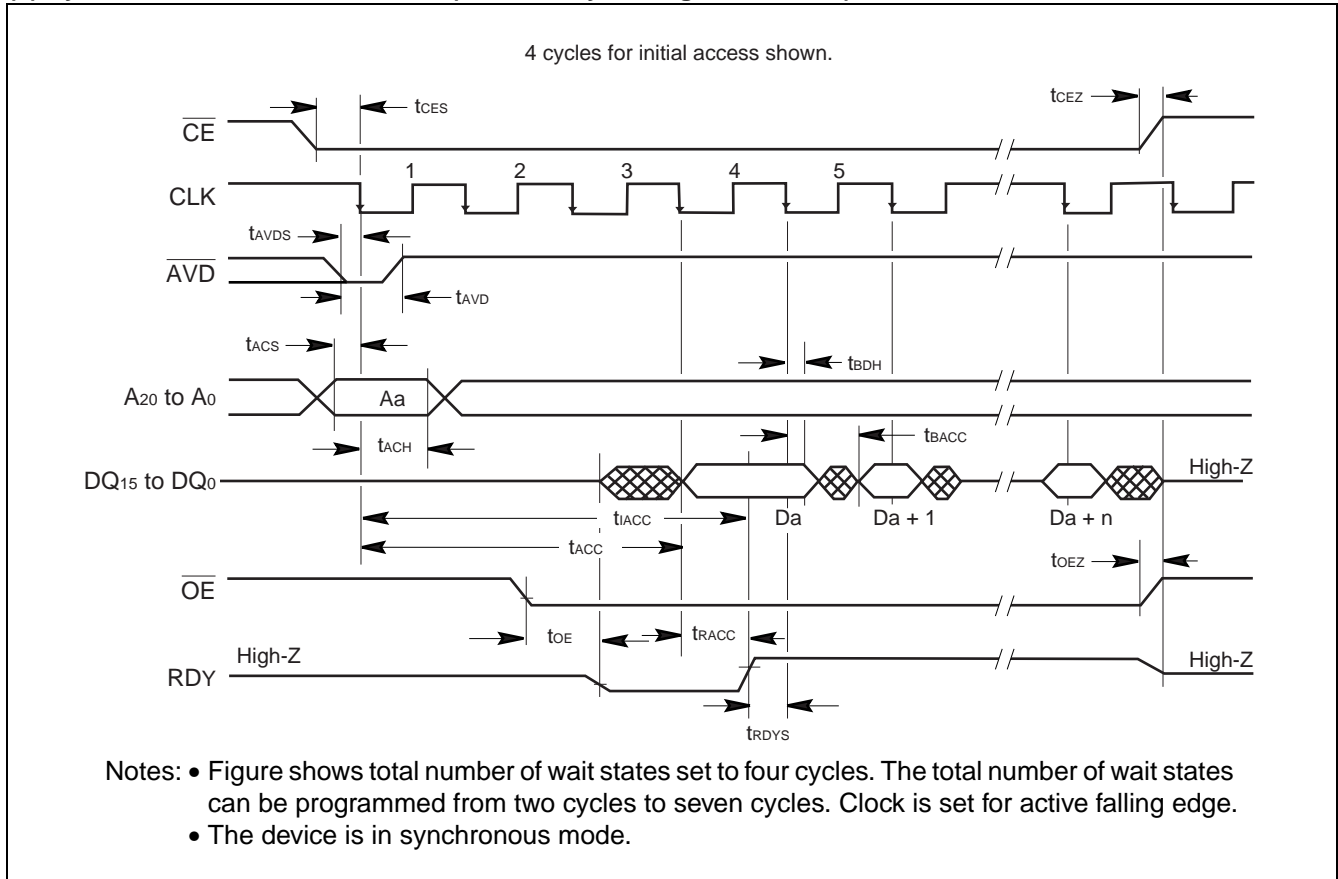 4 cycles for initial access shown.
tCES
tCEZ
CE
1 2 3 4 5
CLK
tAVDS
AVD
tAVD
tACS
tBDH
A20 to A0
Aa
tACH
tBACC
DQ15 to DQ0
High-Z
tIACC
Da
Da + 1
Da + n
tACC
tOEZ
OE
tOE
tRACC
High-Z
High-Z
RDY
tRDYS
Notes: • Figure shows total number of wait states set to four cycles. The total number of wait states
can be programmed from two cycles to seven cycles. Clock is set for active falling edge.
• The device is in synchronous mode.